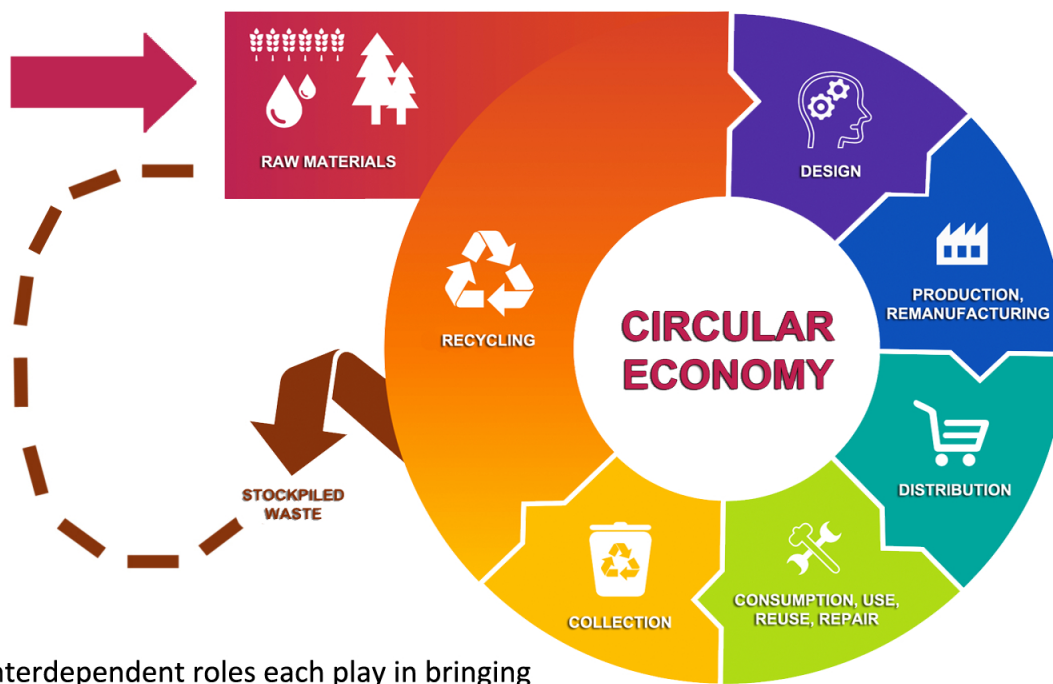 RAW MATERIALS
DESIGN
PRODUCTION,
REMANUFACTURING
RECYCLING
CIRCULAR
ECONOMY
DISTRIBUTION
STOCKPILED
WASTE
CONSUMPTION, USE,
REUSE, REPAIR
COLLECTION
nterdependent roles each play in bringing